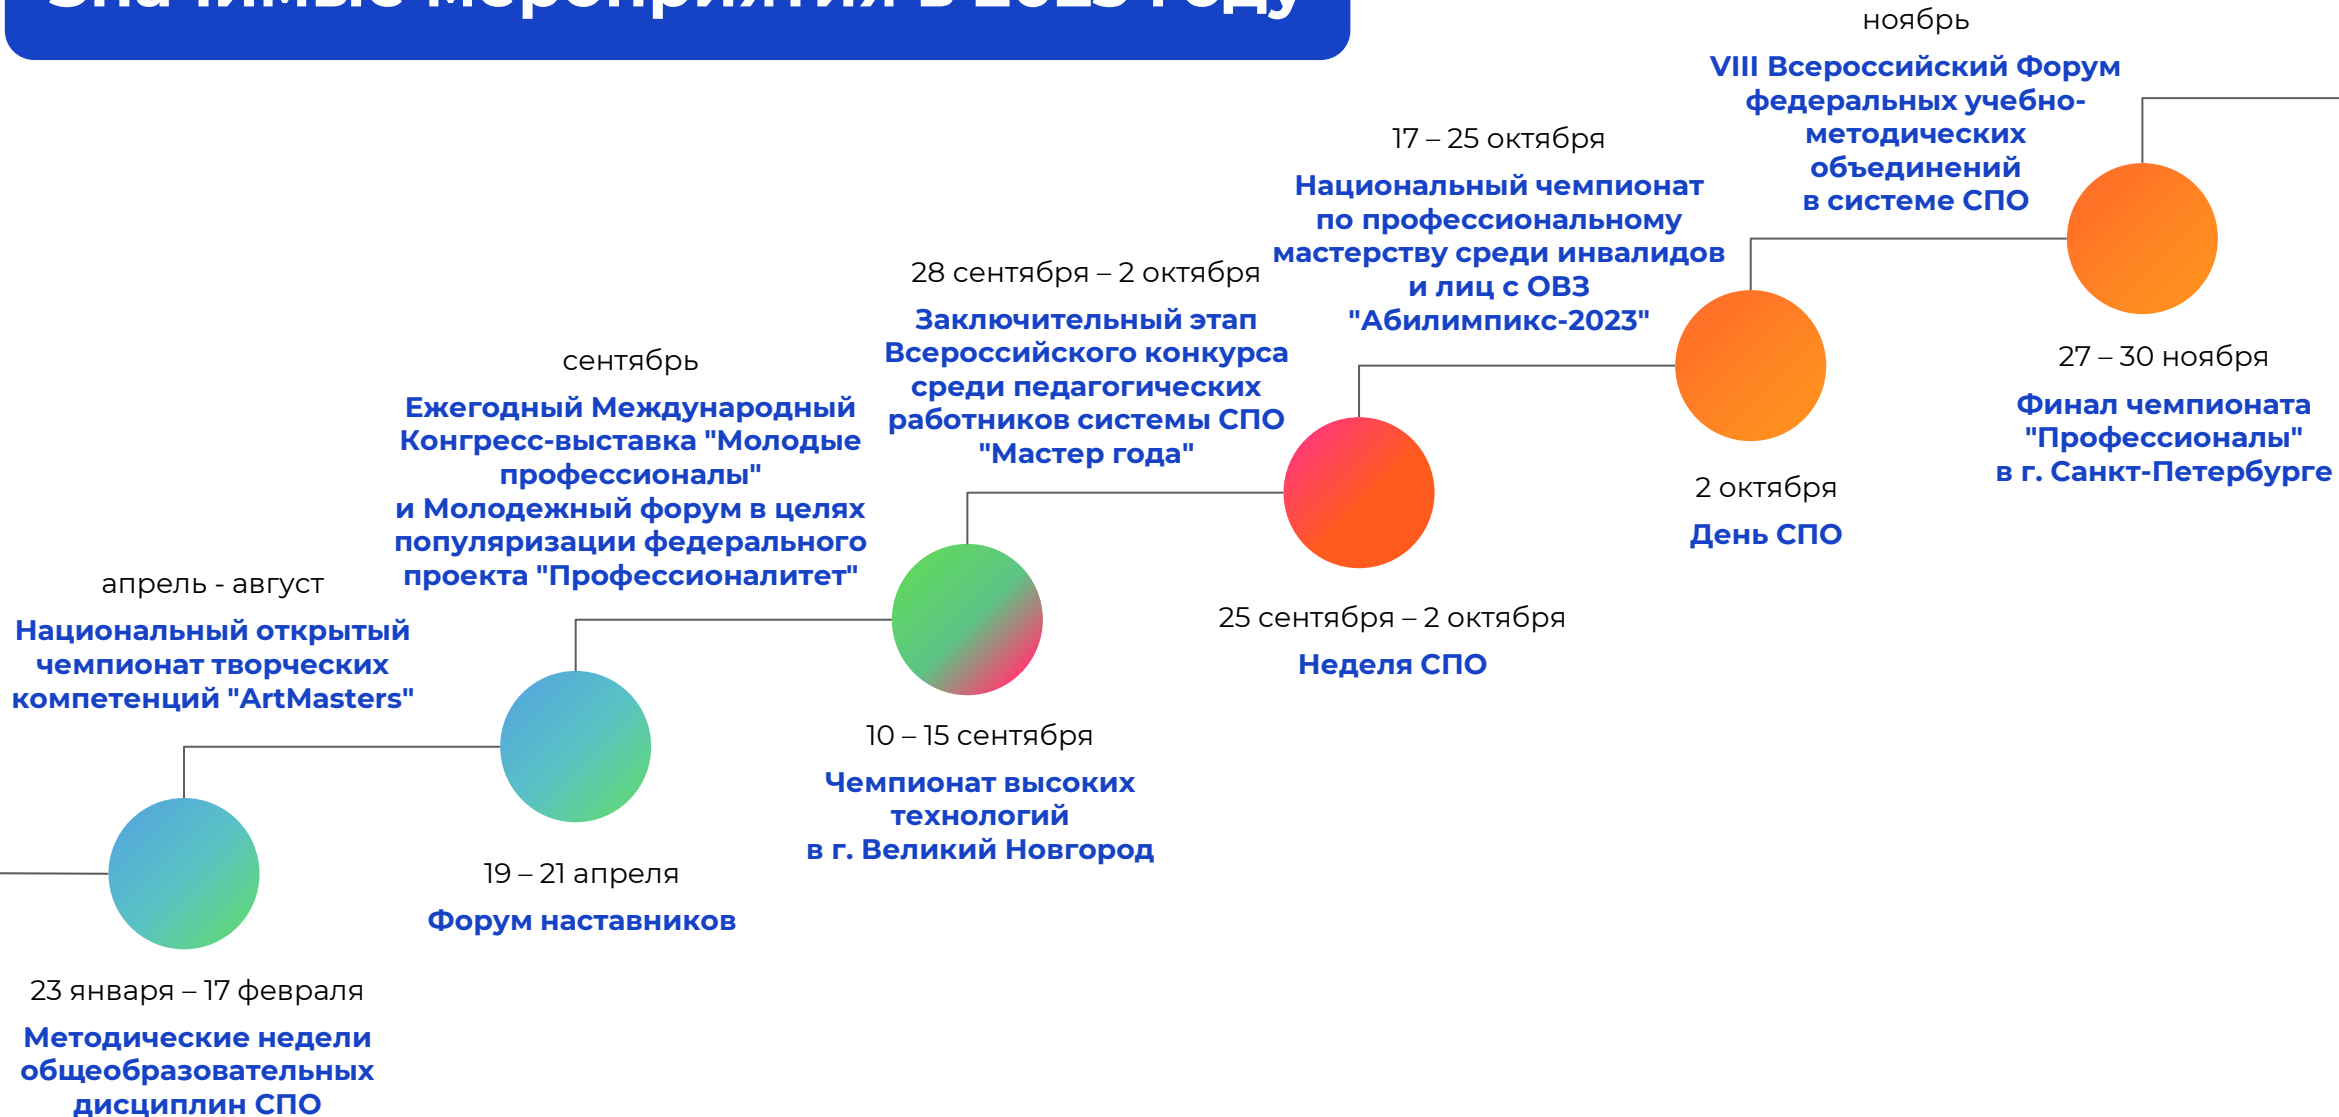 Значимые мероприятия в 2023 году
ноябрь
VIII Всероссийский Форум
федеральных учебно-
методических
объединений
в системе СПО
17 – 25 октября
Национальный чемпионат
по профессиональному
мастерству среди инвалидов
и лиц с ОВЗ
"Абилимпикс-2023"
28 сентября – 2 октября
Заключительный этап
Всероссийского конкурса
среди педагогических
работников системы СПО
"Мастер года"
сентябрь
Ежегодный Международный
Конгресс-выставка "Молодые
профессионалы"
и Молодежный форум в целях
популяризации федерального
проекта "Профессионалитет"
апрель - август
Национальный открытый
чемпионат творческих
компетенций "ArtMasters"
27 – 30 ноября
Финал чемпионата
"Профессионалы"
в г. Санкт-Петербурге
2 октября
День СПО
25 сентября – 2 октября
Неделя СПО
10 – 15 сентября
Чемпионат высоких
технологий
в г. Великий Новгород
19 – 21 апреля
Форум наставников
23 января – 17 февраля
Методические недели
общеобразовательных
дисциплин СПО